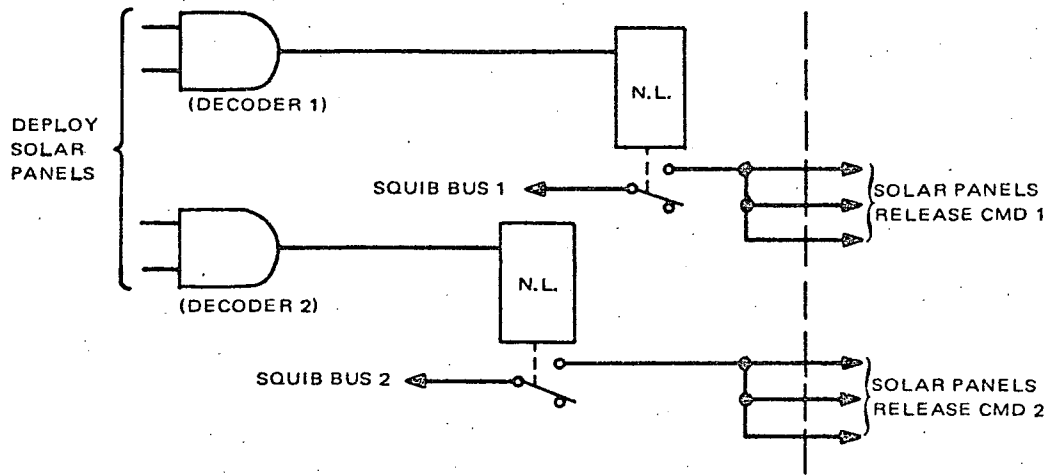 (DECODER 1)
DEPLOY
SOLAR
PANELS
N.L.
SQUIB BUS 1
SOLAR PANELS
RELEASE CMD 1
(DECODER 2)
N.L.
SQUIB BUS 2
SOLAR PANELS
RELEASE CMD 2